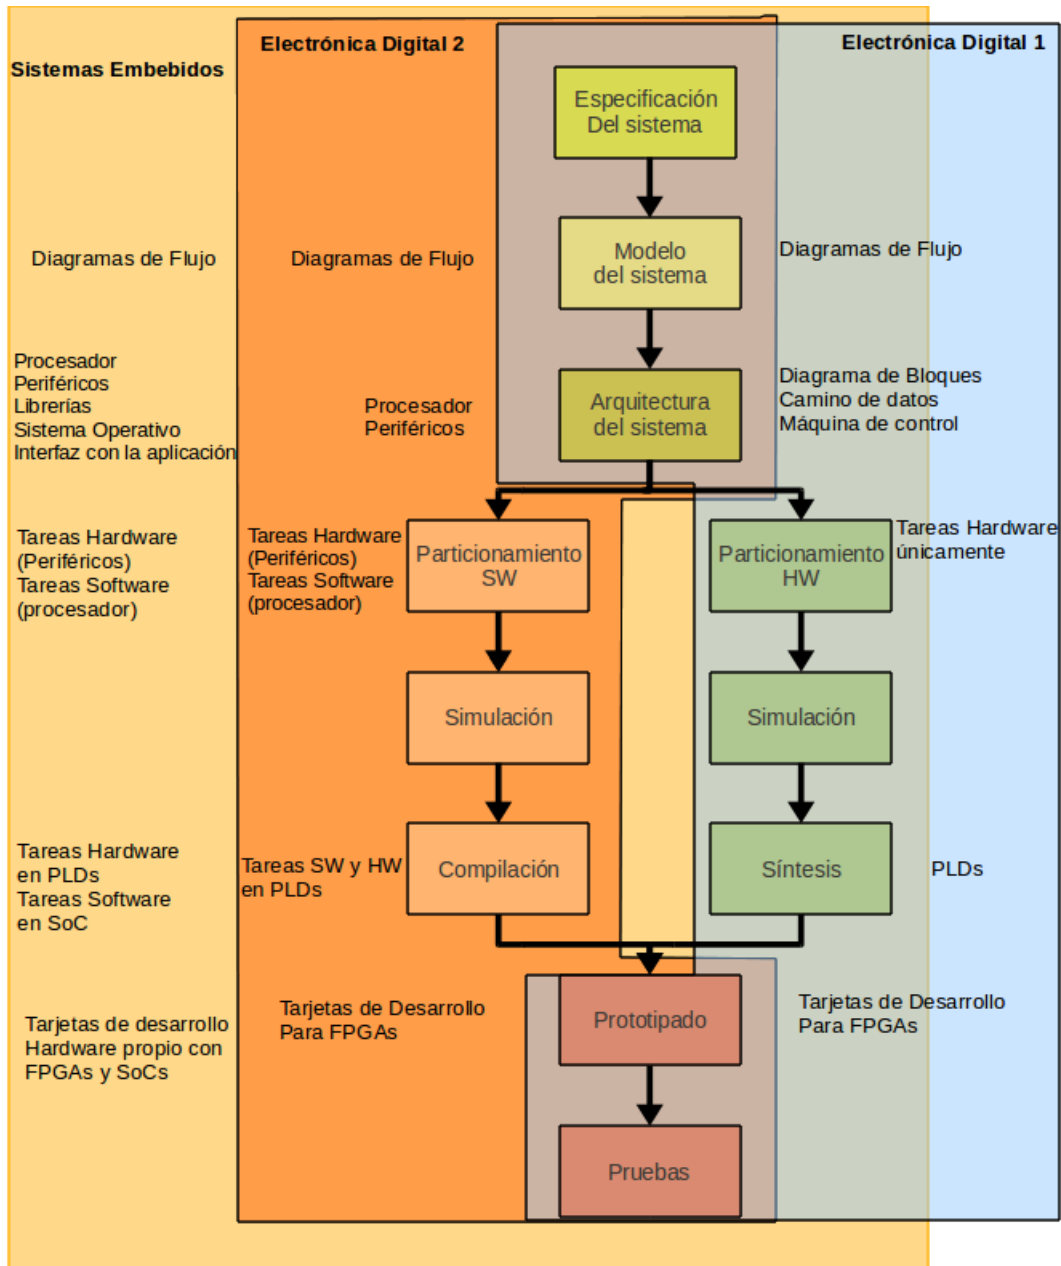 Electrónica Digital 2
Electrónica Digital 1
Sistemas Embebidos
Especificación
Del sistema
Diagramas de Flujo
Diagramas de Flujo
Modelo
del sistema
Diagramas de Flujo
Procesador
Periféricos
Librerías
Sistema Operativo
Interfaz con la aplicación
Procesador
Periféricos
Arquitectura
del sistema
Diagrama de Bloques
Camino de datos
Máquina de control
Tareas Hardware
(Periféricos)
Tareas Software
(procesador)
Tareas Hardware
(Periféricos)
Tareas Software
(procesador)
Particionamiento
SW
Particionamiento
HW
Tareas Hardware
únicamente
Simulación
Simulación
Tareas Hardware
en PLDs
Tareas Software
en SoC
Tareas SW y HW
en PLDs
Compilación
Síntesis
PLDs
Tarjetas de desarrollo
Hardware propio con
FPGAs y SoCs
Tarjetas de Desarrollo
Para FPGAs
Prototipado
Tarjetas de Desarrollo
Para FPGAs
Pruebas